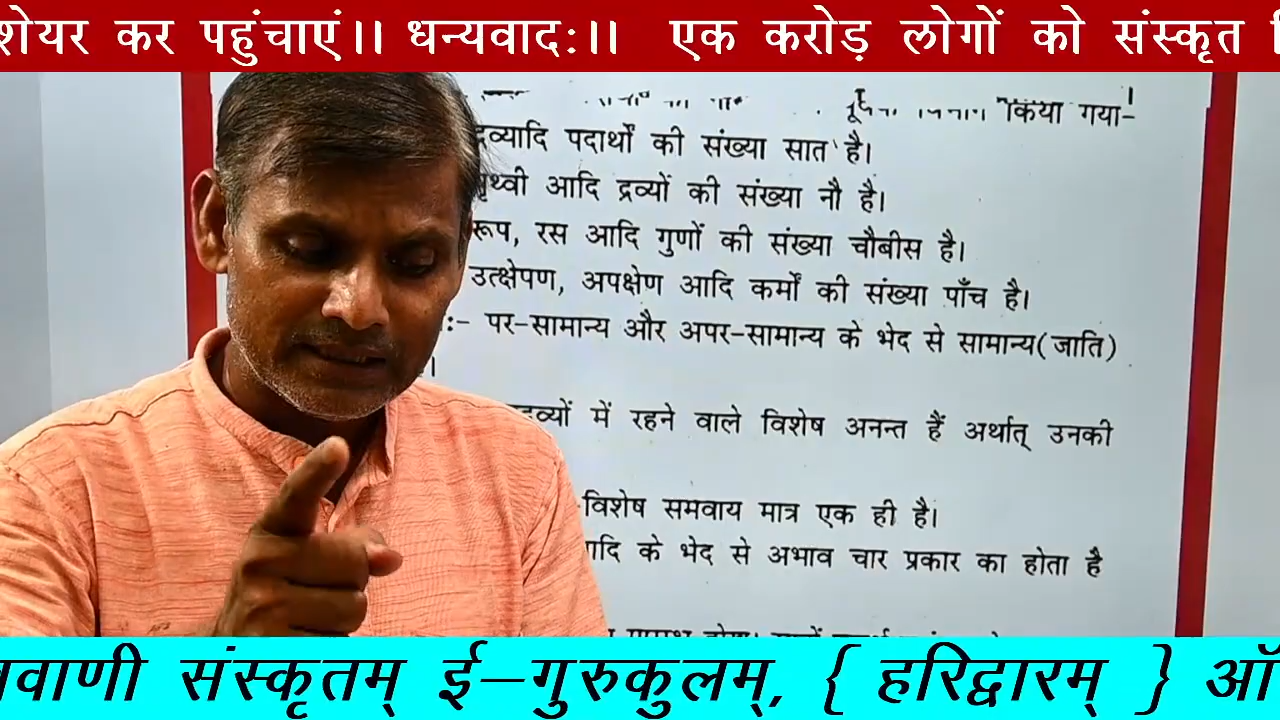 शेयर कर पहुंचाएं।। धन्यवादः।। एक करोड़ लोगों को संस्कृत
किया गया-
द्रव्यादि पदार्थों की संख्या सात है।
पृथ्वी आदि द्रव्यों की संख्या नौ है।
रूप, रस आदि गुणों की संख्या चौबीस है।
उत्क्षेपण, अपक्षेण आदि कर्मों की संख्या पाँच है।
:- पर-सामान्य और अपर-सामान्य के भेद से सामान्य(जाति)
।
द्रव्यों में रहने वाले विशेष अनन्त हैं अर्थात् उनकी
विशेष समवाय मात्र एक ही है।
के भेद से अभाव चार प्रकार का होता है
संस्कृतम् ई-गुरुकुलम्, { हरिद्वारम् }